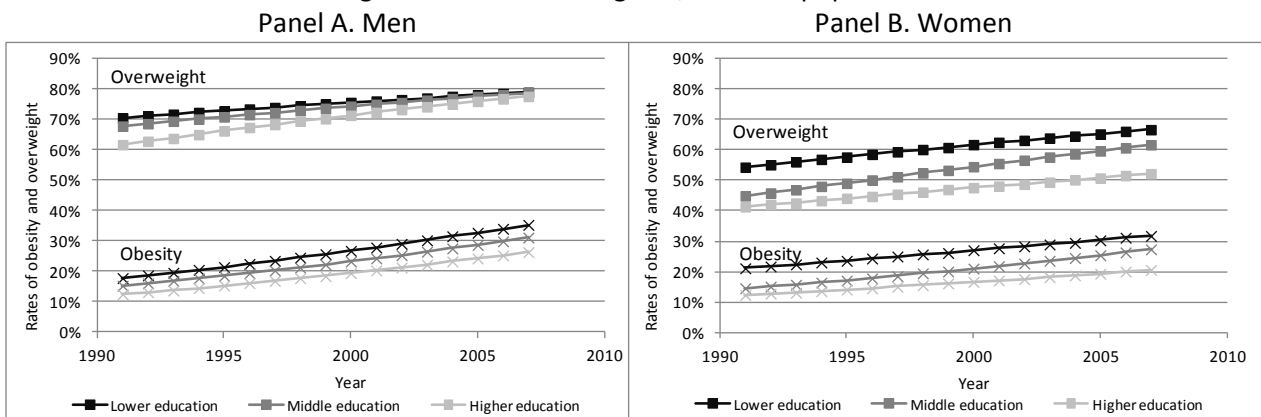 Panel A. Men
Panel B. Women
90%
80%
70%
60%
50%
40%
30%
20%
10%
0%
Rates of obesity and overweight
Overweight
Obesity
1990 1995 2000 2005 2010
Year
Lower education Middle education Higher education
90%
80%
70%
60%
50%
40%
30%
20%
10%
0%
Rates of obesity and overweight
Overweight
Obesity
1990 1995 2000 2005 2010
Year
Lower education Middle education Higher education